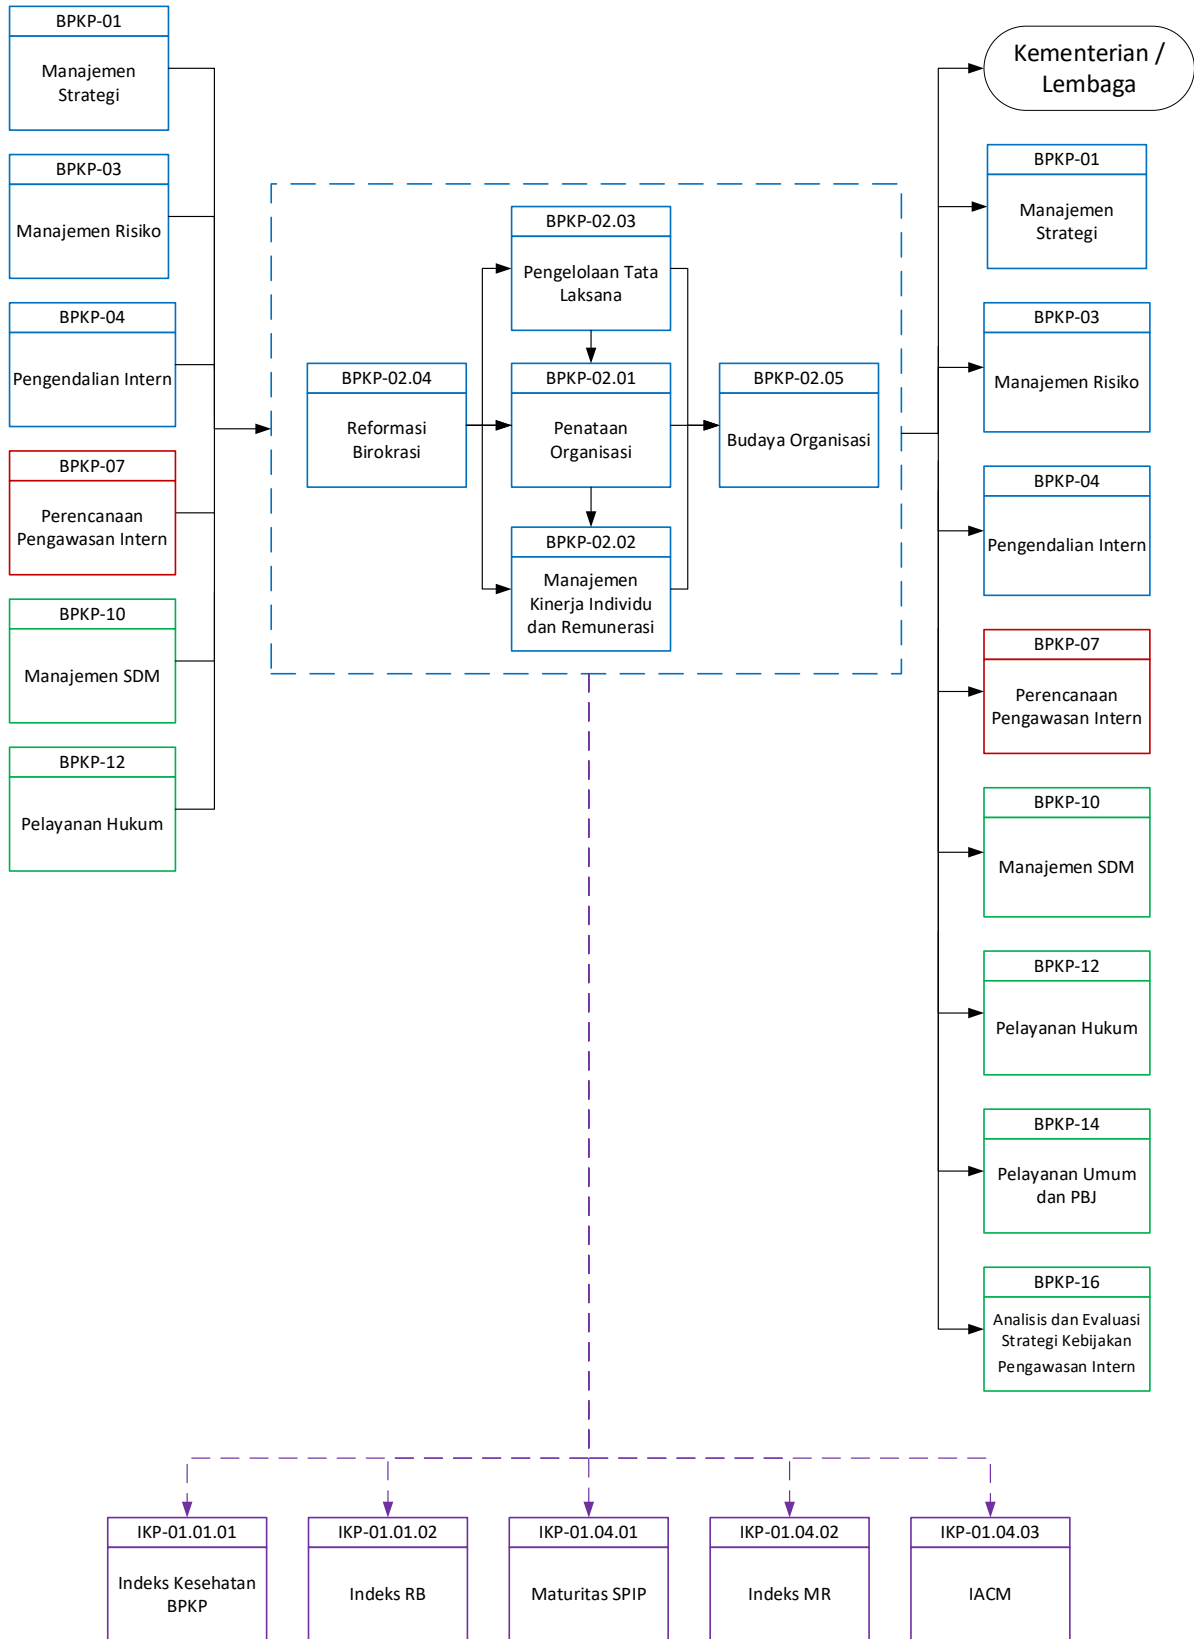 BPKP-01
Manajemen
Strategi
BPKP-03
Manajemen Risiko
BPKP-04
Pengendalian Intern
BPKP-07
Perencanaan
Pengawasan Intern
BPKP-10
Manajemen SDM
BPKP-12
Pelayanan Hukum
BPKP-02.04
Reformasi
Birokrasi
BPKP-02.03
Pengelolaan Tata
Laksana
BPKP-02.01
Penataan
Organisasi
BPKP-02.02
Manajemen
Kinerja Individu
dan Remunerasi
BPKP-02.05
Budaya Organisasi
Kementerian /
Lembaga
BPKP-01
Manajemen
Strategi
BPKP-03
Manajemen Risiko
BPKP-04
Pengendalian Intern
BPKP-07
Perencanaan
Pengawasan Intern
BPKP-10
Manajemen SDM
BPKP-12
Pelayanan Hukum
BPKP-14
Pelayanan Umum
dan PBJ
BPKP-16
Analisis dan Evaluasi
Strategi Kebijakan
Pengawasan Intern
IKP-01.01.01
Indeks Kesehatan
BPKP
IKP-01.01.02
Indeks RB
IKP-01.04.01
Maturitas SPIP
IKP-01.04.02
Indeks MR
IKP-01.04.03
IACM